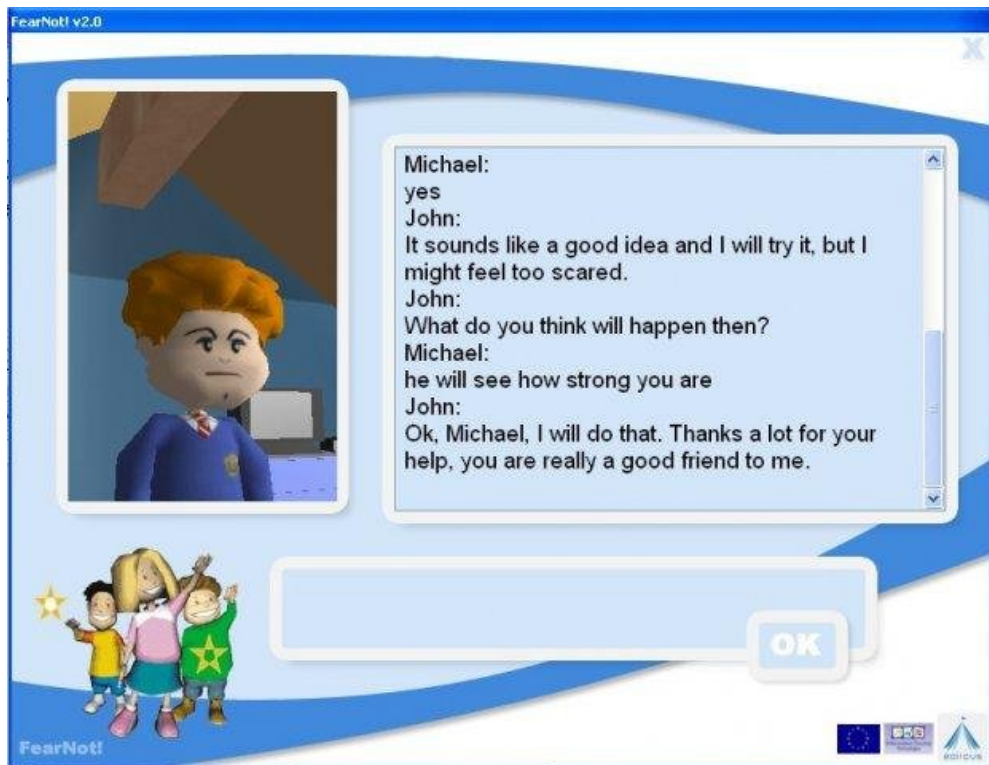 FearNot! v2.0
X
Michael:
yes
John:
It sounds like a good idea and I will try it, but I
might feel too scared.
John:
What do you think will happen then?
Michael:
he will see how strong you are
John:
Ok, Michael, I will do that. Thanks a lot for your
help, you are really a good friend to me.
OK
FearNot!